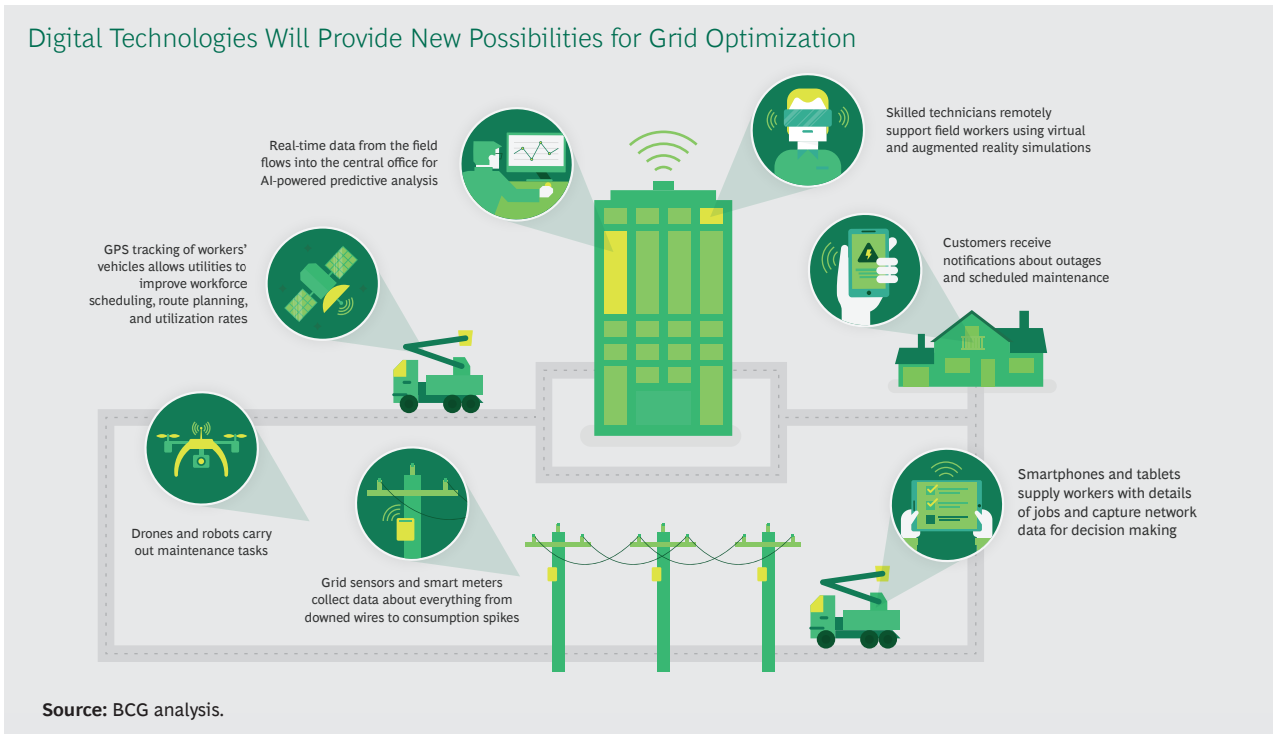 Digital Technologies Will Provide New Possibilities for Grid Optimization
Real-time data from the field
flows into the central office for
AI-powered predictive analysis
Skilled technicians remotely
support field workers using virtual
and augmented reality simulations
GPS tracking of workers’
vehicles allows utilities to
improve workforce
scheduling, route planning,
and utilization rates
Customers receive
notifications about outages
and scheduled maintenance
Drones and robots carry
out maintenance tasks
Grid sensors and smart meters
collect data about everything from
downed wires to consumption spikes
Smartphones and tablets
supply workers with details
of jobs and capture network
data for decision making
Source: BCG analysis.